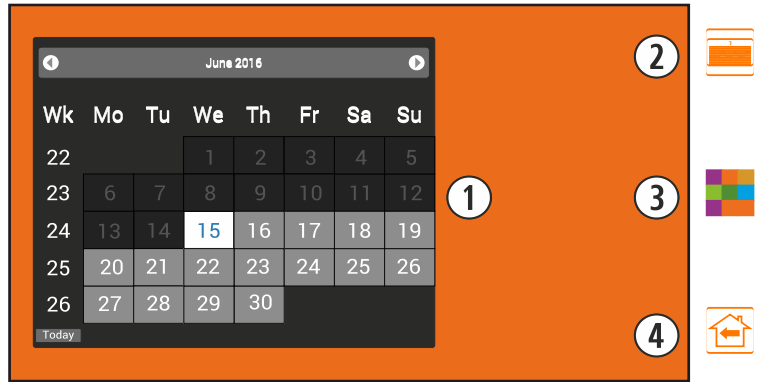 June 2016
Wk Mo Tu We Th Fr Sa Su
22 1 2 3 4 5
23 6 7 8 9 10 11 12
24 13 14 15 16 17 18 19
25 20 21 22 23 24 25 26
26 27 28 29 30
Today
1
2
3
4